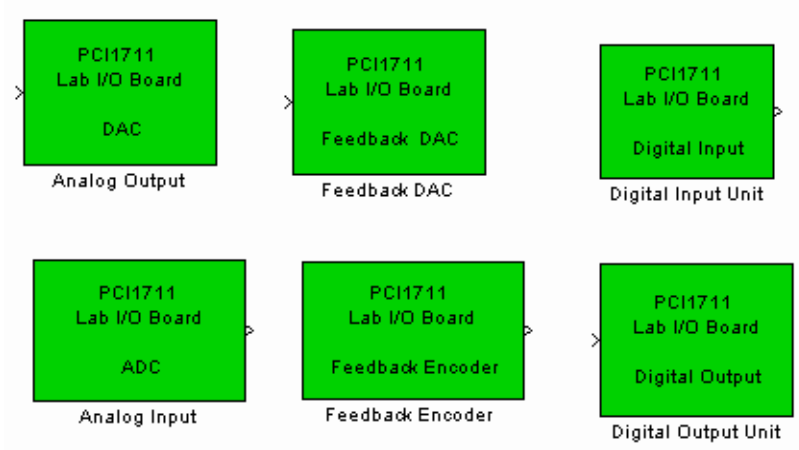 PCI1711
Lab I/O Board
DAC
Analog Output
PCI1711
Lab I/O Board
Feedback DAC
Feedback DAC
PCI1711
Lab I/O Board
Digital Input
Digital Input Unit
PCI1711
Lab I/O Board
ADC
Analog Input
PCI1711
Lab I/O Board
Feedback Encoder
Feedback Encoder
PCI1711
Lab I/O Board
Digital Output
Digital Output Unit